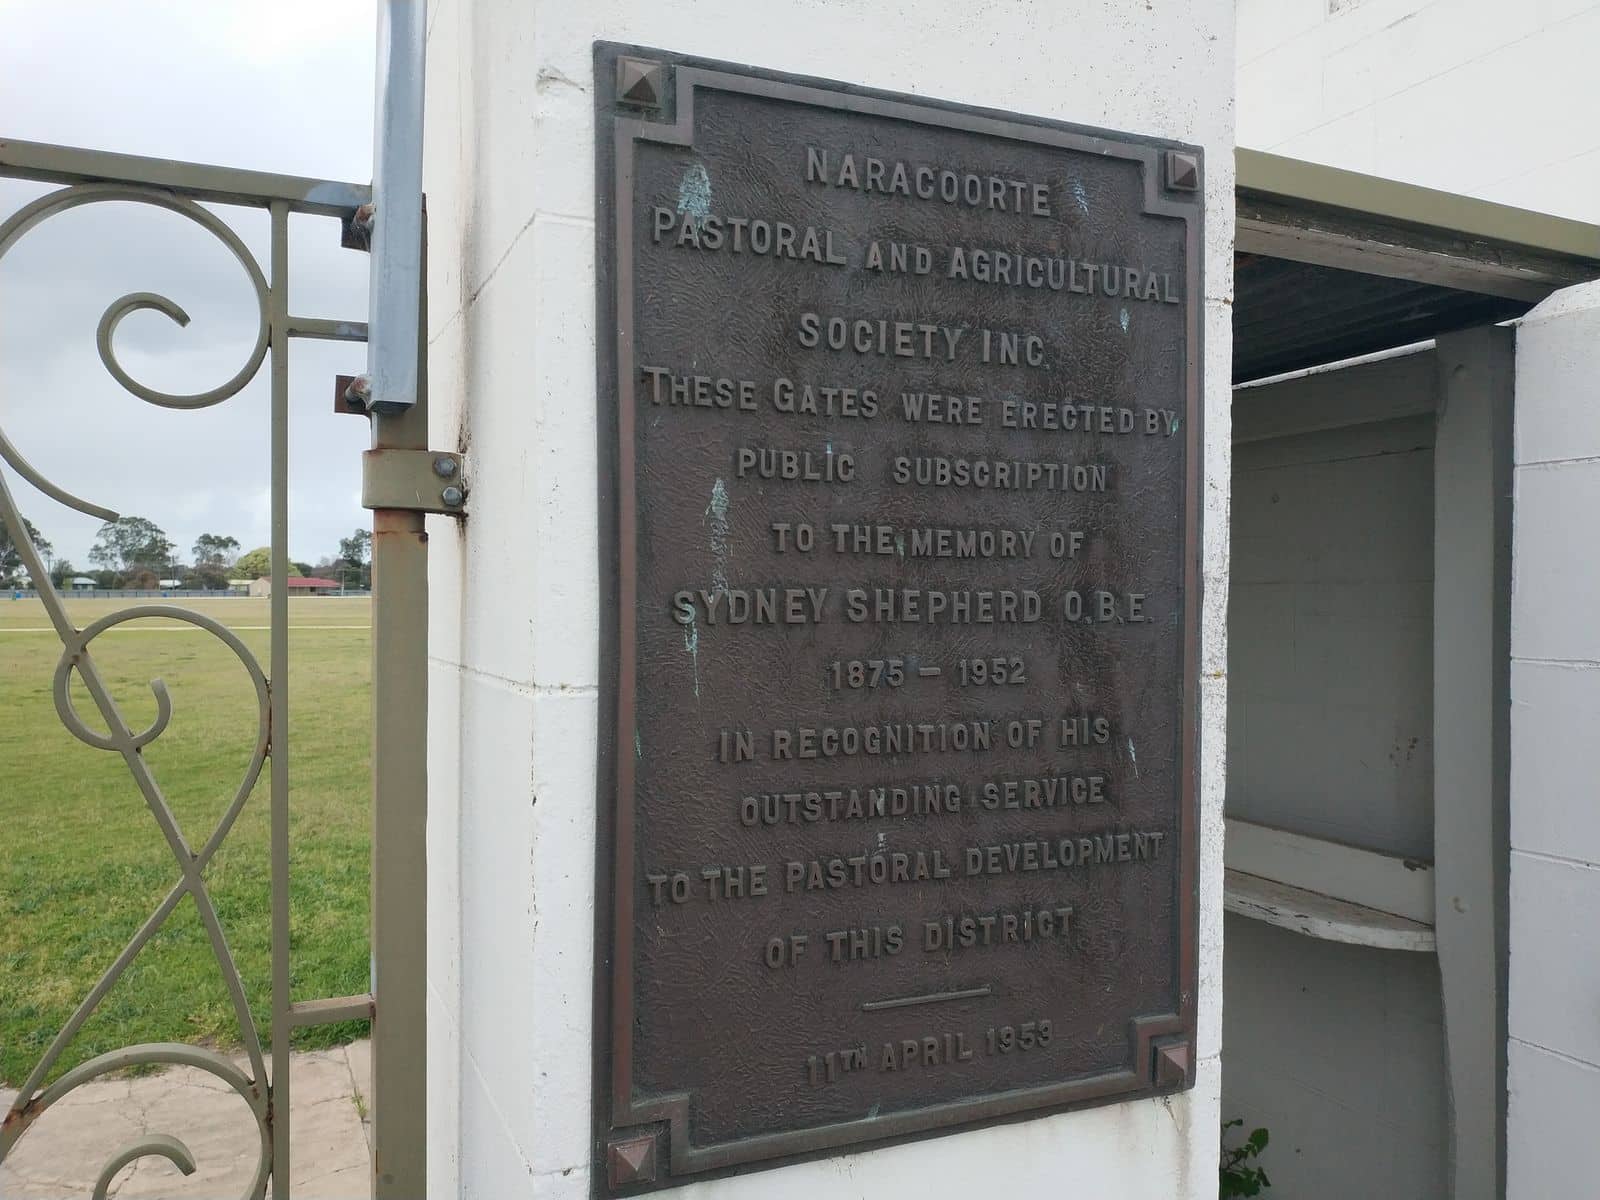 NARACOORTE
PASTORAL AND AGRICULTURAL
SOCIETY INC.
THESE GATES WERE ERECTED BY
PUBLIC SUBSCRIPTION
TO THE MEMORY OF
SYDNEY SHEPHERD O.B.E.
1875 – 1952
IN RECOGNITION OF HIS
OUTSTANDING SERVICE
TO THE PASTORAL DEVELOPMENT
OF THIS DISTRICT
11TH APRIL 1959